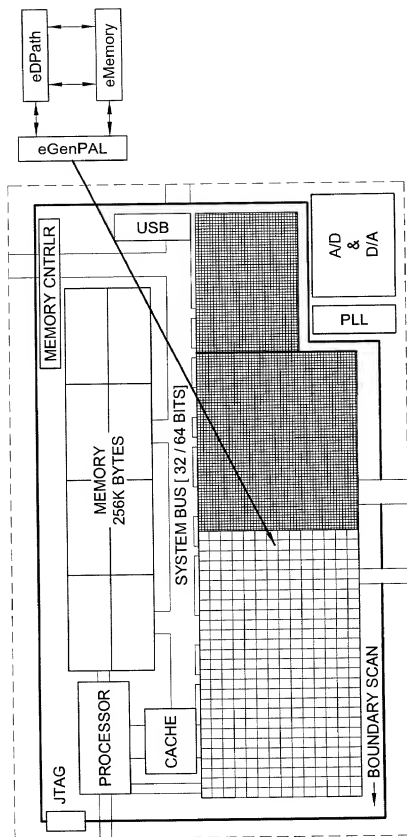 eDPath
eMemory
eGenPAL
MEMORY CNTRLR
USB
A/D
&
D/A
PLL
MEMORY
256K BYTES
SYSTEM BUS [ 32 / 64 BITS]
PROCESSOR
CACHE
JTAG
BOUNDARY SCAN